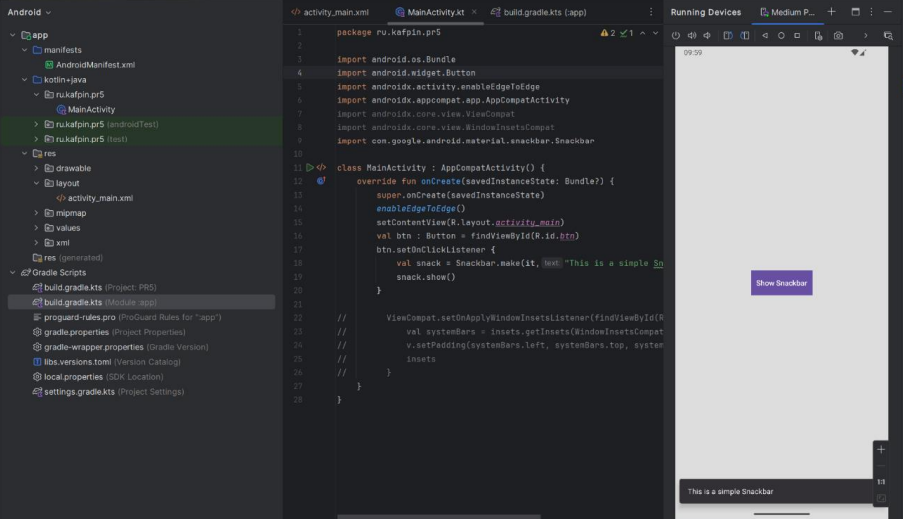 Android
app
manifests
AndroidManifest.xml
kotlin+java
ru.kafpin.pr5
MainActivity
ru.kafpin.pr5 (androidTest)
ru.kafpin.pr5 (test)
res
drawable
layout
activity_main.xml
mipmap
values
xml
res (generated)
Gradle Scripts
build.gradle.kts (Project: PR5)
build.gradle.kts (Module :app)
proguard-rules.pro (ProGuard Rules for ":app")
gradle.properties (Project Properties)
gradle-wrapper.properties (Gradle Version)
libs.versions.toml (Version Catalog)
local.properties (SDK Location)
settings.gradle.kts (Project Settings)
activity_main.xml MainActivity.kt build.gradle.kts (:app)
2 1
1 package ru.kafpin.pr5
2
3 import android.os.Bundle
4 import android.widget.Button
5 import androidx.activity.enableEdgeToEdge
6 import androidx.appcompat.app.AppCompatActivity
7 import androidx.core.view.ViewCompat
8 import androidx.core.view.WindowInsetsCompat
9 import com.google.android.material.snackbar.Snackbar
10
11 class MainActivity : AppCompatActivity() {
12 override fun onCreate(savedInstanceState: Bundle?) {
13 super.onCreate(savedInstanceState)
14 enableEdgeToEdge()
15 setContentView(R.layout.activity_main)
16 val btn : Button = findViewById(R.id.btn)
17 btn.setOnClickListener {
18 val snack = Snackbar.make(it, text "This is a simple Sn
19 snack.show()
20 }
21
22 // ViewCompat.setOnApplyWindowInsetsListener(findViewById(R
23 // val systemBars = insets.getInsets(WindowInsetsCompat
24 // v.setPadding(systemBars.left, systemBars.top, system
25 // insets
26 // }
27 }
28 }
Running Devices Medium P...
09:59
Show Snackbar
1:1
This is a simple Snackbar